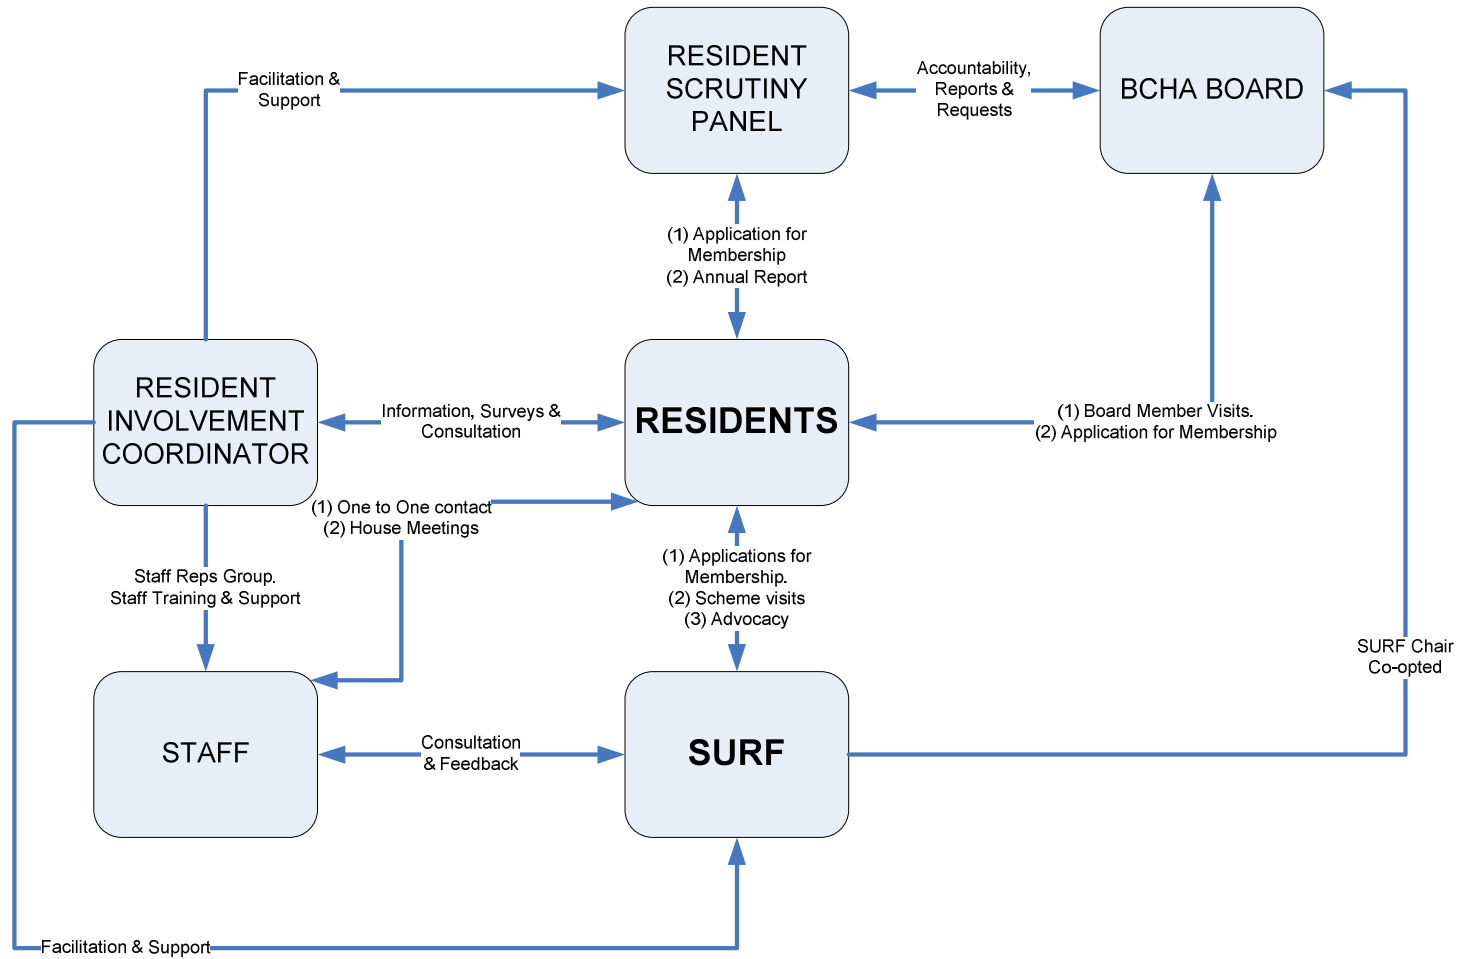 RESIDENT
SCRUTINY
PANEL
BCHA BOARD
Facilitation &
Support
Accountability,
Reports &
Requests
(1) Application for
Membership
(2) Annual Report
RESIDENT
INVOLVEMENT
COORDINATOR
Information, Surveys &
Consultation
RESIDENTS
(1) Board Member Visits.
(2) Application for Membership
(1) One to One contact
(2) House Meetings
Staff Reps Group.
Staff Training & Support
(1) Applications for
Membership.
(2) Scheme visits
(3) Advocacy
SURF Chair
Co-opted
STAFF
Consultation
& Feedback
SURF
Facilitation & Support